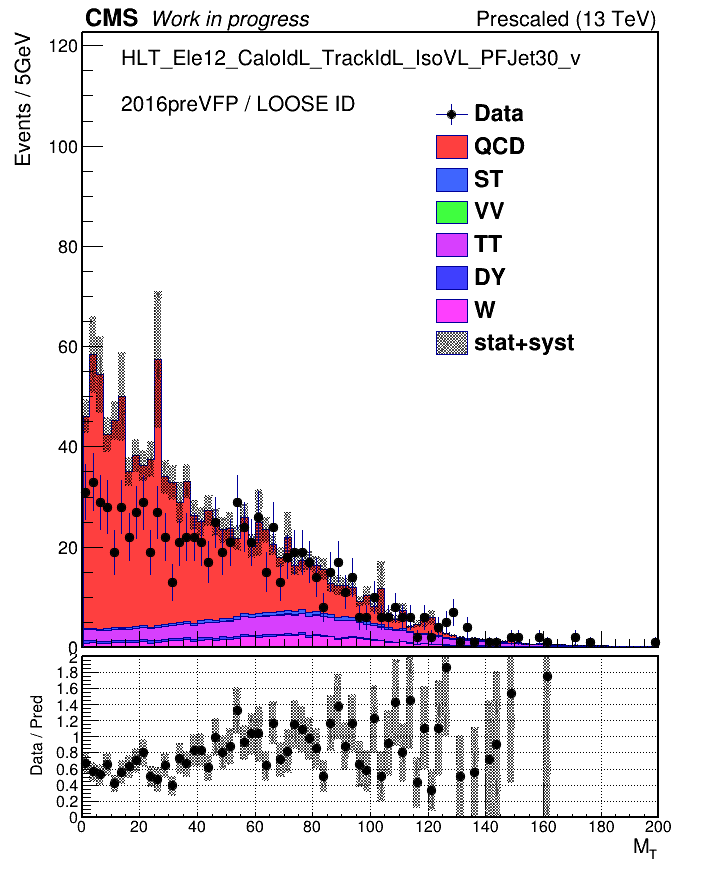 CMS Work in progress Prescaled (13 TeV)
HLT_Ele12_CaloIdL_TrackIdL_IsoVL_PFJet30_v
2016preVFP / LOOSE ID
Events / 5GeV
120
100
80
60
40
20
0
Data
QCD
ST
VV
TT
DY
W
stat+syst
Data / Pred
2
1.8
1.6
1.4
1.2
1
0.8
0.6
0.4
0.2
0
0 20 40 60 80 100 120 140 160 180 200
M_T